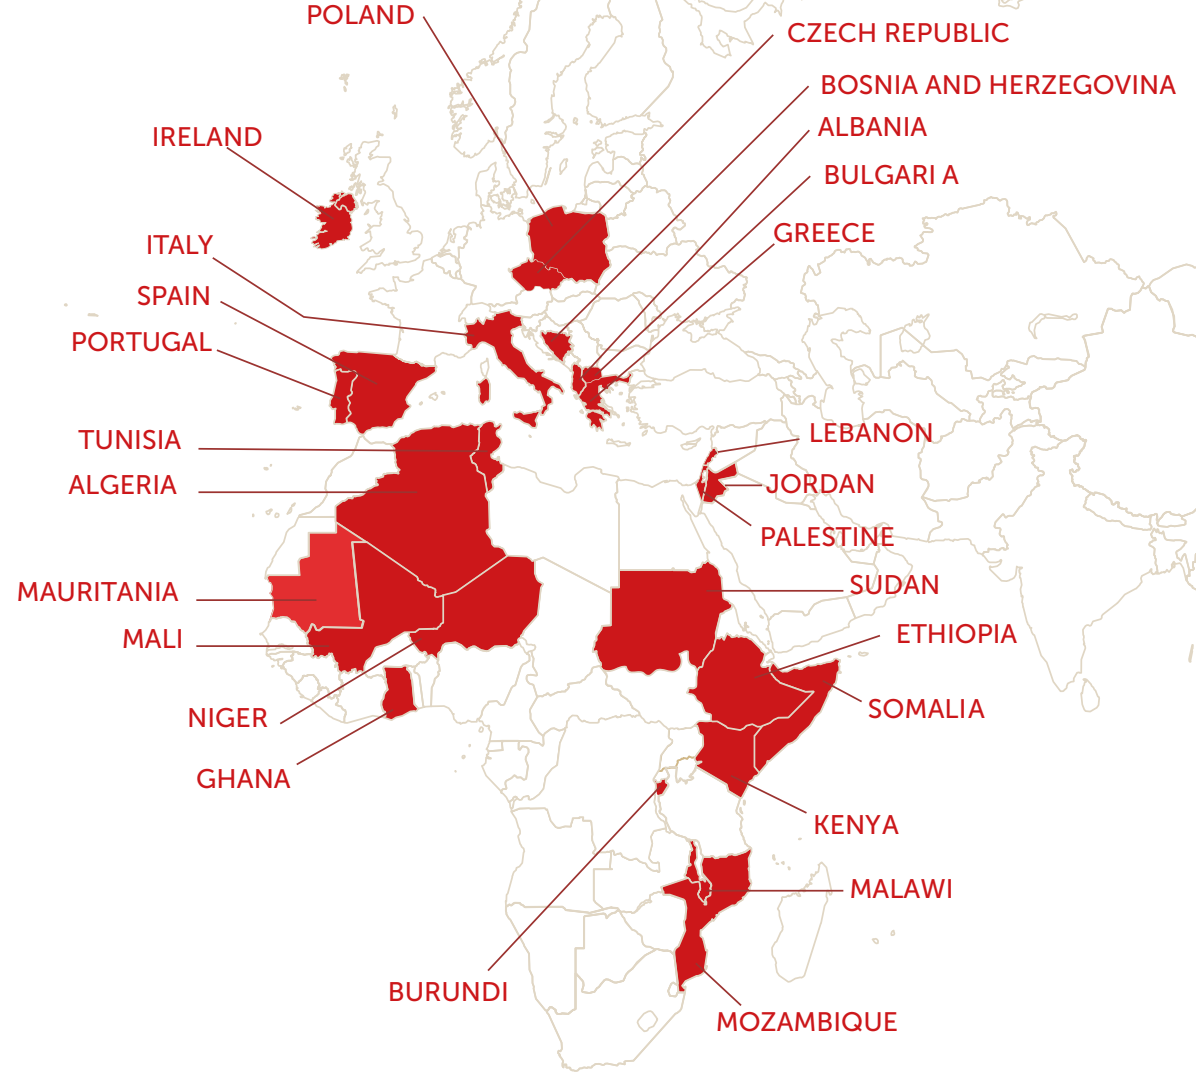 POLAND
CZECH REPUBLIC
BOSNIA AND HERZEGOVINA
ALBANIA
IRELAND
BULGARI A
GREECE
ITALY
SPAIN
PORTUGAL
LEBANON
TUNISIA
JORDAN
ALGERIA
PALESTINE
SUDAN
MAURITANIA
ETHIOPIA
MALI
SOMALIA
NIGER
GHANA
KENYA
MALAWI
BURUNDI
MOZAMBIQUE